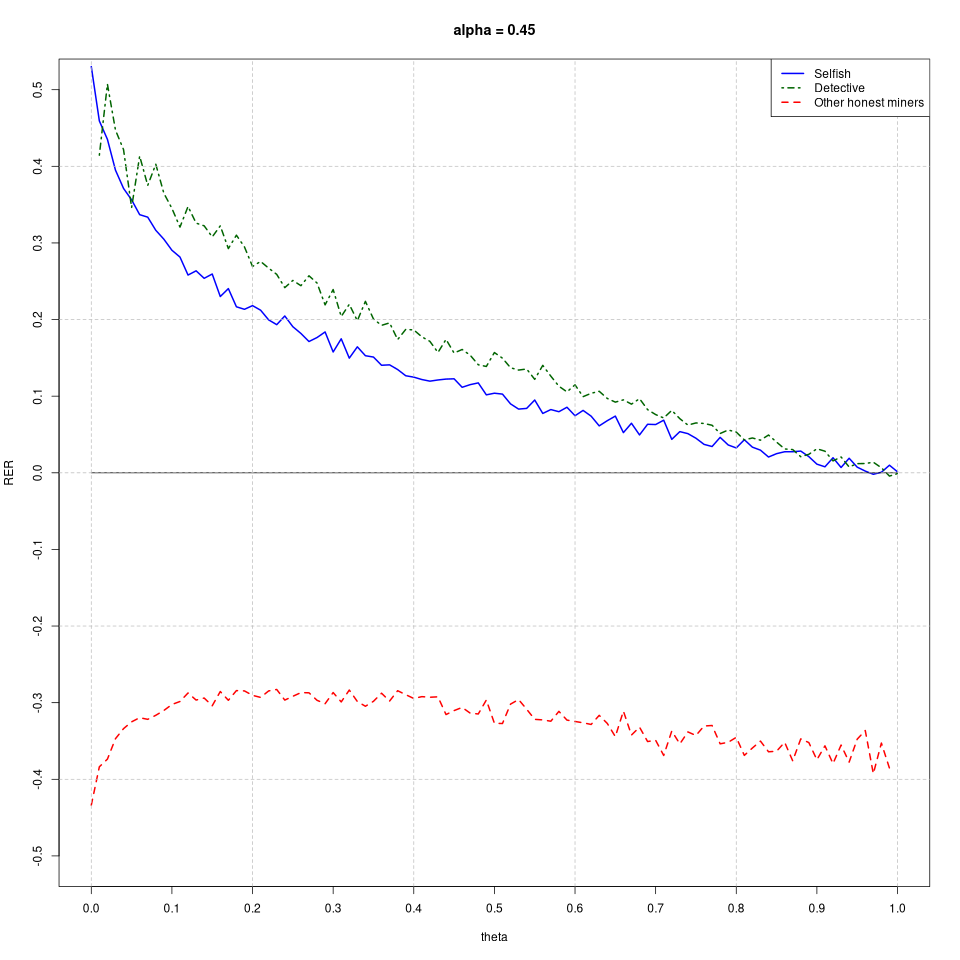 alpha = 0.45
Selfish
Detective
Other honest miners
RER
0.5
0.4
0.3
0.2
0.1
0.0
-0.1
-0.2
-0.3
-0.4
-0.5
0.0 0.1 0.2 0.3 0.4 0.5 0.6 0.7 0.8 0.9 1.0
theta